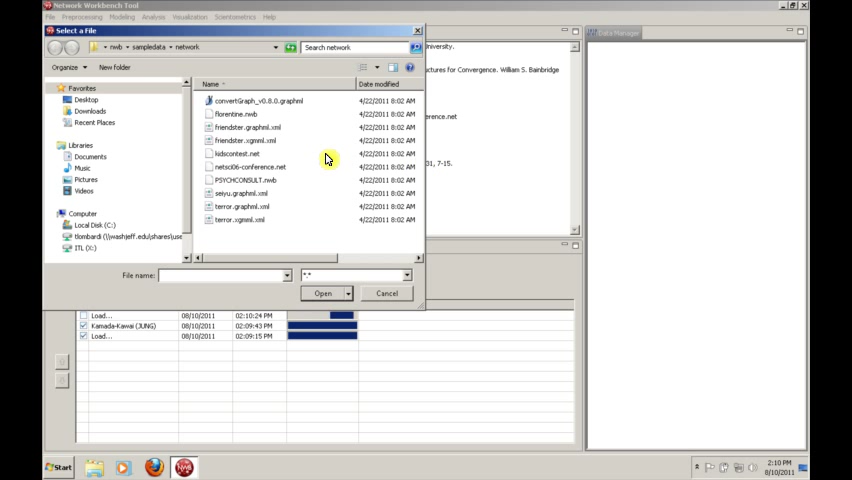 Network Workbench Tool
File Preprocessing Modeling Analysis Visualization Scientometrics Help
Select a File
nwb sampledata network
Search network
Organize New folder
Favorites
Desktop
Downloads
Recent Places
Libraries
Documents
Music
Pictures
Videos
Computer
Local Disk (C:)
tlombardi (\\washjeff.edu\shares\use
ITL (X:)
Name Date modified
convertGraph_v0.8.0.graphml 4/22/2011 8:02 AM
florentine.nwb 4/22/2011 8:02 AM
friendster.graphml.xml 4/22/2011 8:02 AM
friendster.xgmml.xml 4/22/2011 8:02 AM
kidscontest.net 4/22/2011 8:02 AM
netsci06-conference.net 4/22/2011 8:02 AM
PSYCHCONSULT.nwb 4/22/2011 8:02 AM
seiyu.graphml.xml 4/22/2011 8:02 AM
terror.graphml.xml 4/22/2011 8:02 AM
terror.xgmml.xml 4/22/2011 8:02 AM
File name: *.*
Open Cancel
niversity.
uctures for Convergence. William S. Bainbridge
erence.net
31, 7-15.
Data Manager
Load... 08/10/2011 02:10:24 PM
Kamada-Kawai (JUNG) 08/10/2011 02:09:43 PM
Load... 08/10/2011 02:09:15 PM
Start
2:10 PM
8/10/2011